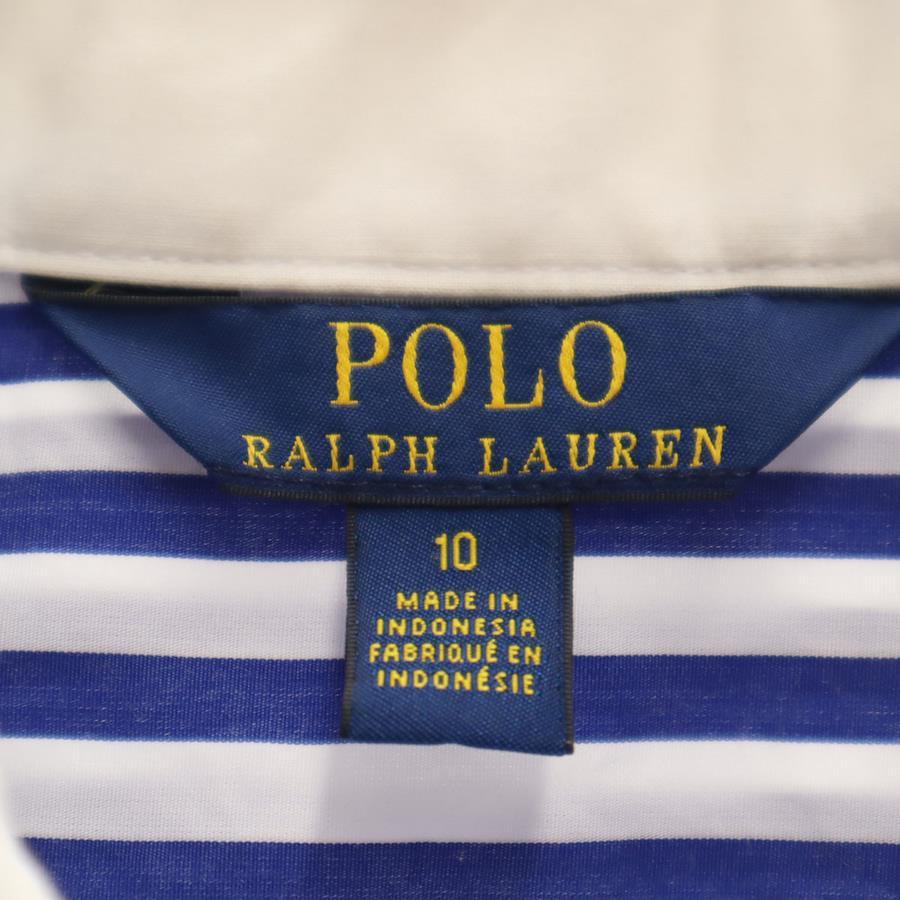 POLO
RALPH LAUREN
10
MADE IN
INDONESIA
FABRIQUÉ EN
INDONÉSIE